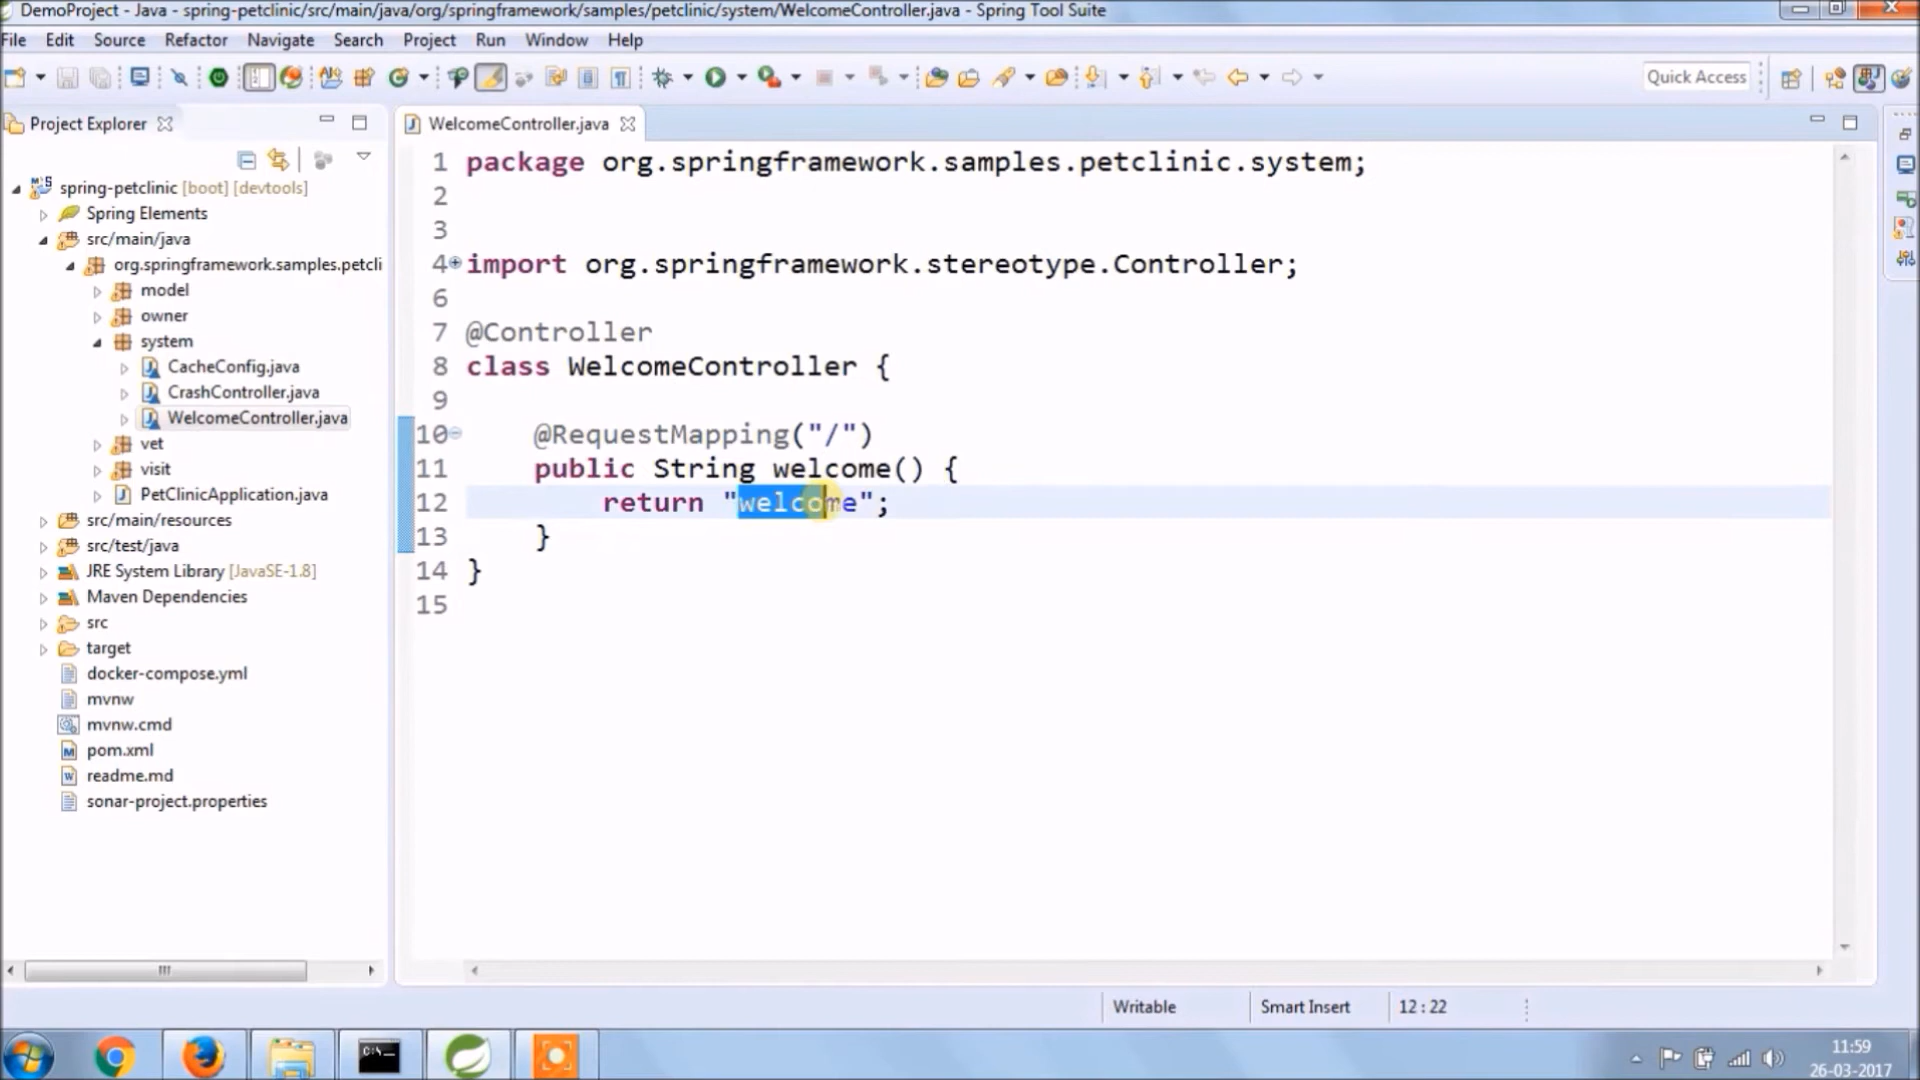 DemoProject - Java - spring-petclinic/src/main/java/org/springframework/samples/petclinic/system/WelcomeController.java - Spring Tool Suite
File Edit Source Refactor Navigate Search Project Run Window Help
Quick Access
Project Explorer
WelcomeController.java
spring-petclinic [boot] [devtools]
Spring Elements
src/main/java
org.springframework.samples.petcli
model
owner
system
CacheConfig.java
CrashController.java
WelcomeController.java
vet
visit
PetClinicApplication.java
src/main/resources
src/test/java
JRE System Library [JavaSE-1.8]
Maven Dependencies
src
target
docker-compose.yml
mvnw
mvnw.cmd
pom.xml
readme.md
sonar-project.properties
1 package org.springframework.samples.petclinic.system;
2
3
4 import org.springframework.stereotype.Controller;
6
7 @Controller
8 class WelcomeController {
9
10 @RequestMapping("/")
11 public String welcome() {
12 return "welcome";
13 }
14 }
15
Writable Smart Insert 12 : 22
11:59
26-03-2017